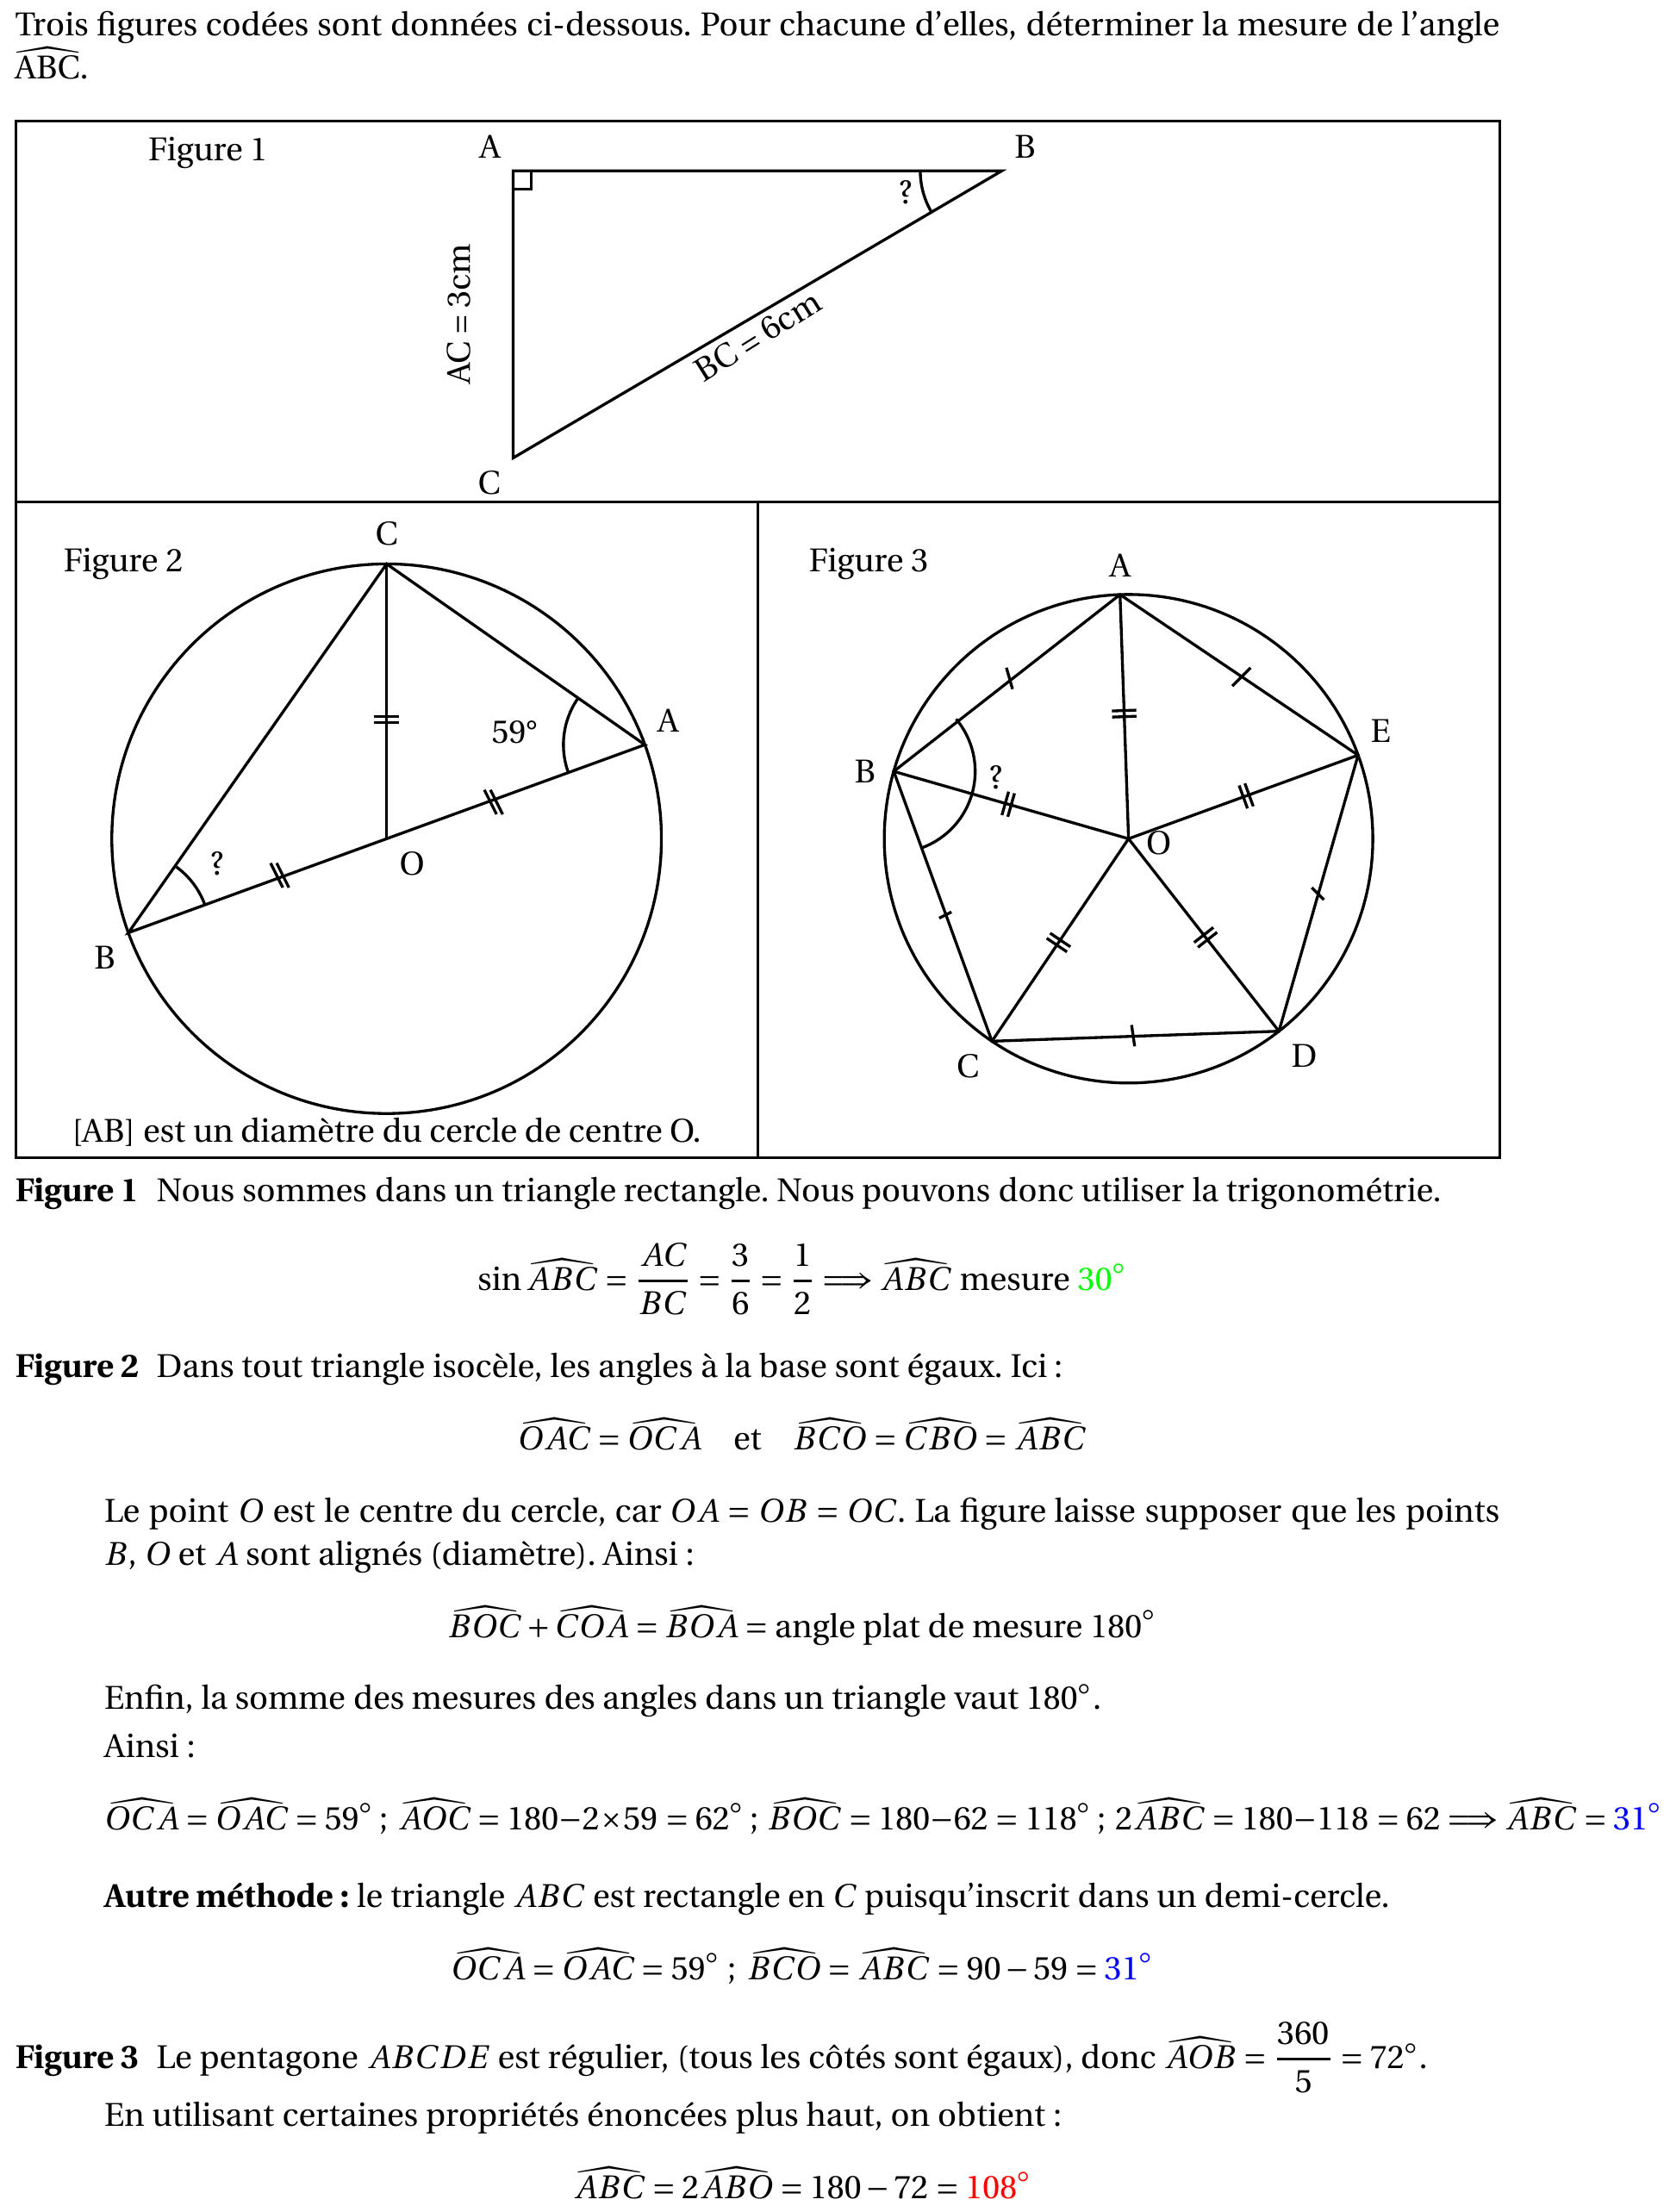 Trois figures codées sont données ci-dessous. Pour chacune d'elles, déterminer la mesure de l'angle
$\widehat{\text{ABC}}$.
Figure 1
A
B
?
AC = 3cm
BC = 6cm
C
Figure 2
C
A
59°
?
O
B
[AB] est un diamètre du cercle de centre O.
Figure 3
A
E
B
?
O
C
D
Figure 1 Nous sommes dans un triangle rectangle. Nous pouvons donc utiliser la trigonométrie.
$\sin \widehat{ABC} = \dfrac{AC}{BC} = \dfrac{3}{6} = \dfrac{1}{2} \Longrightarrow \widehat{ABC}$ mesure 30°
Figure 2 Dans tout triangle isocèle, les angles à la base sont égaux. Ici :
$\widehat{OAC} = \widehat{OCA}$ et $\widehat{BCO} = \widehat{CBO} = \widehat{ABC}$
Le point $O$ est le centre du cercle, car $OA = OB = OC$. La figure laisse supposer que les points
$B$, $O$ et $A$ sont alignés (diamètre). Ainsi :
$\widehat{BOC} + \widehat{COA} = \widehat{BOA}$ = angle plat de mesure 180°
Enfin, la somme des mesures des angles dans un triangle vaut 180°.
Ainsi :
$\widehat{OCA} = \widehat{OAC} = 59°$ ; $\widehat{AOC} = 180 - 2 \times 59 = 62°$ ; $\widehat{BOC} = 180 - 62 = 118°$ ; $2\widehat{ABC} = 180 - 118 = 62 \Longrightarrow \widehat{ABC} = 31°$
Autre méthode : le triangle $ABC$ est rectangle en $C$ puisqu'inscrit dans un demi-cercle.
$\widehat{OCA} = \widehat{OAC} = 59°$ ; $\widehat{BCO} = \widehat{ABC} = 90 - 59 = 31°$
Figure 3 Le pentagone $ABCDE$ est régulier, (tous les côtés sont égaux), donc $\widehat{AOB} = \dfrac{360}{5} = 72°$.
En utilisant certaines propriétés énoncées plus haut, on obtient :
$\widehat{ABC} = 2\widehat{ABO} = 180 - 72 = 108°$